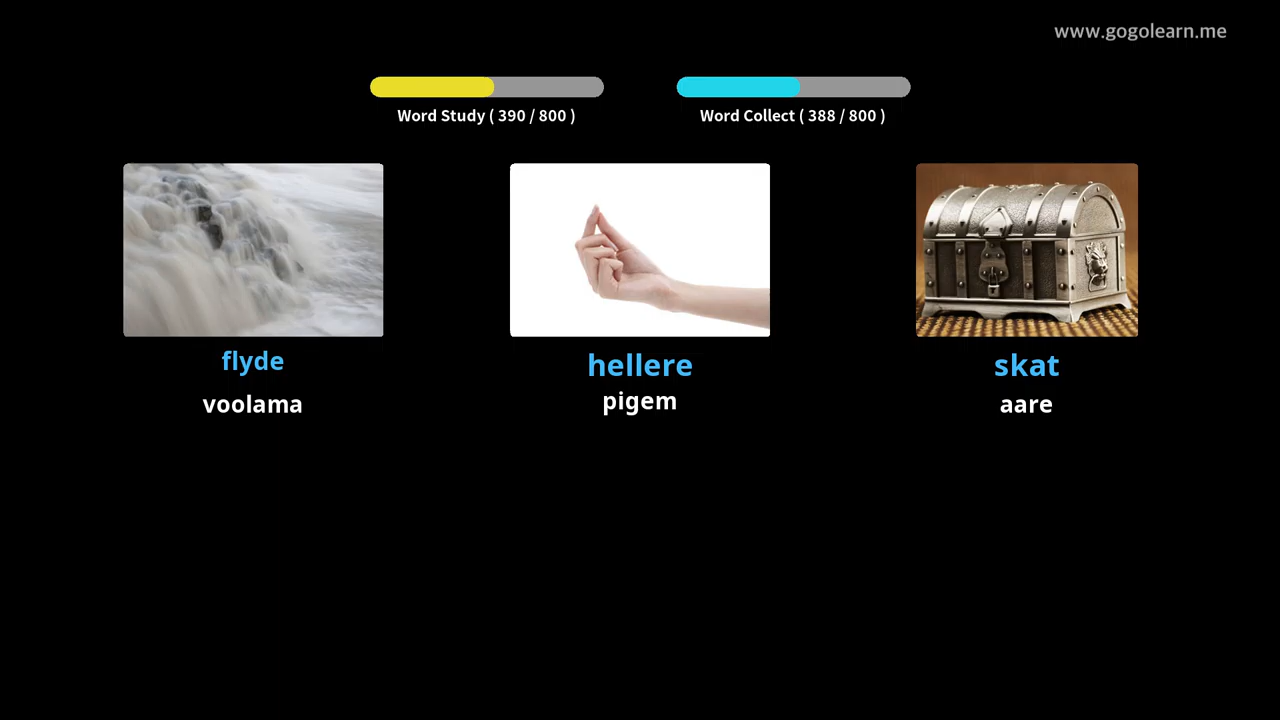 www.gogolearn.me
Word Study ( 390 / 800 )
Word Collect ( 388 / 800 )
flyde
hellere
skat
voolama
pigem
aare